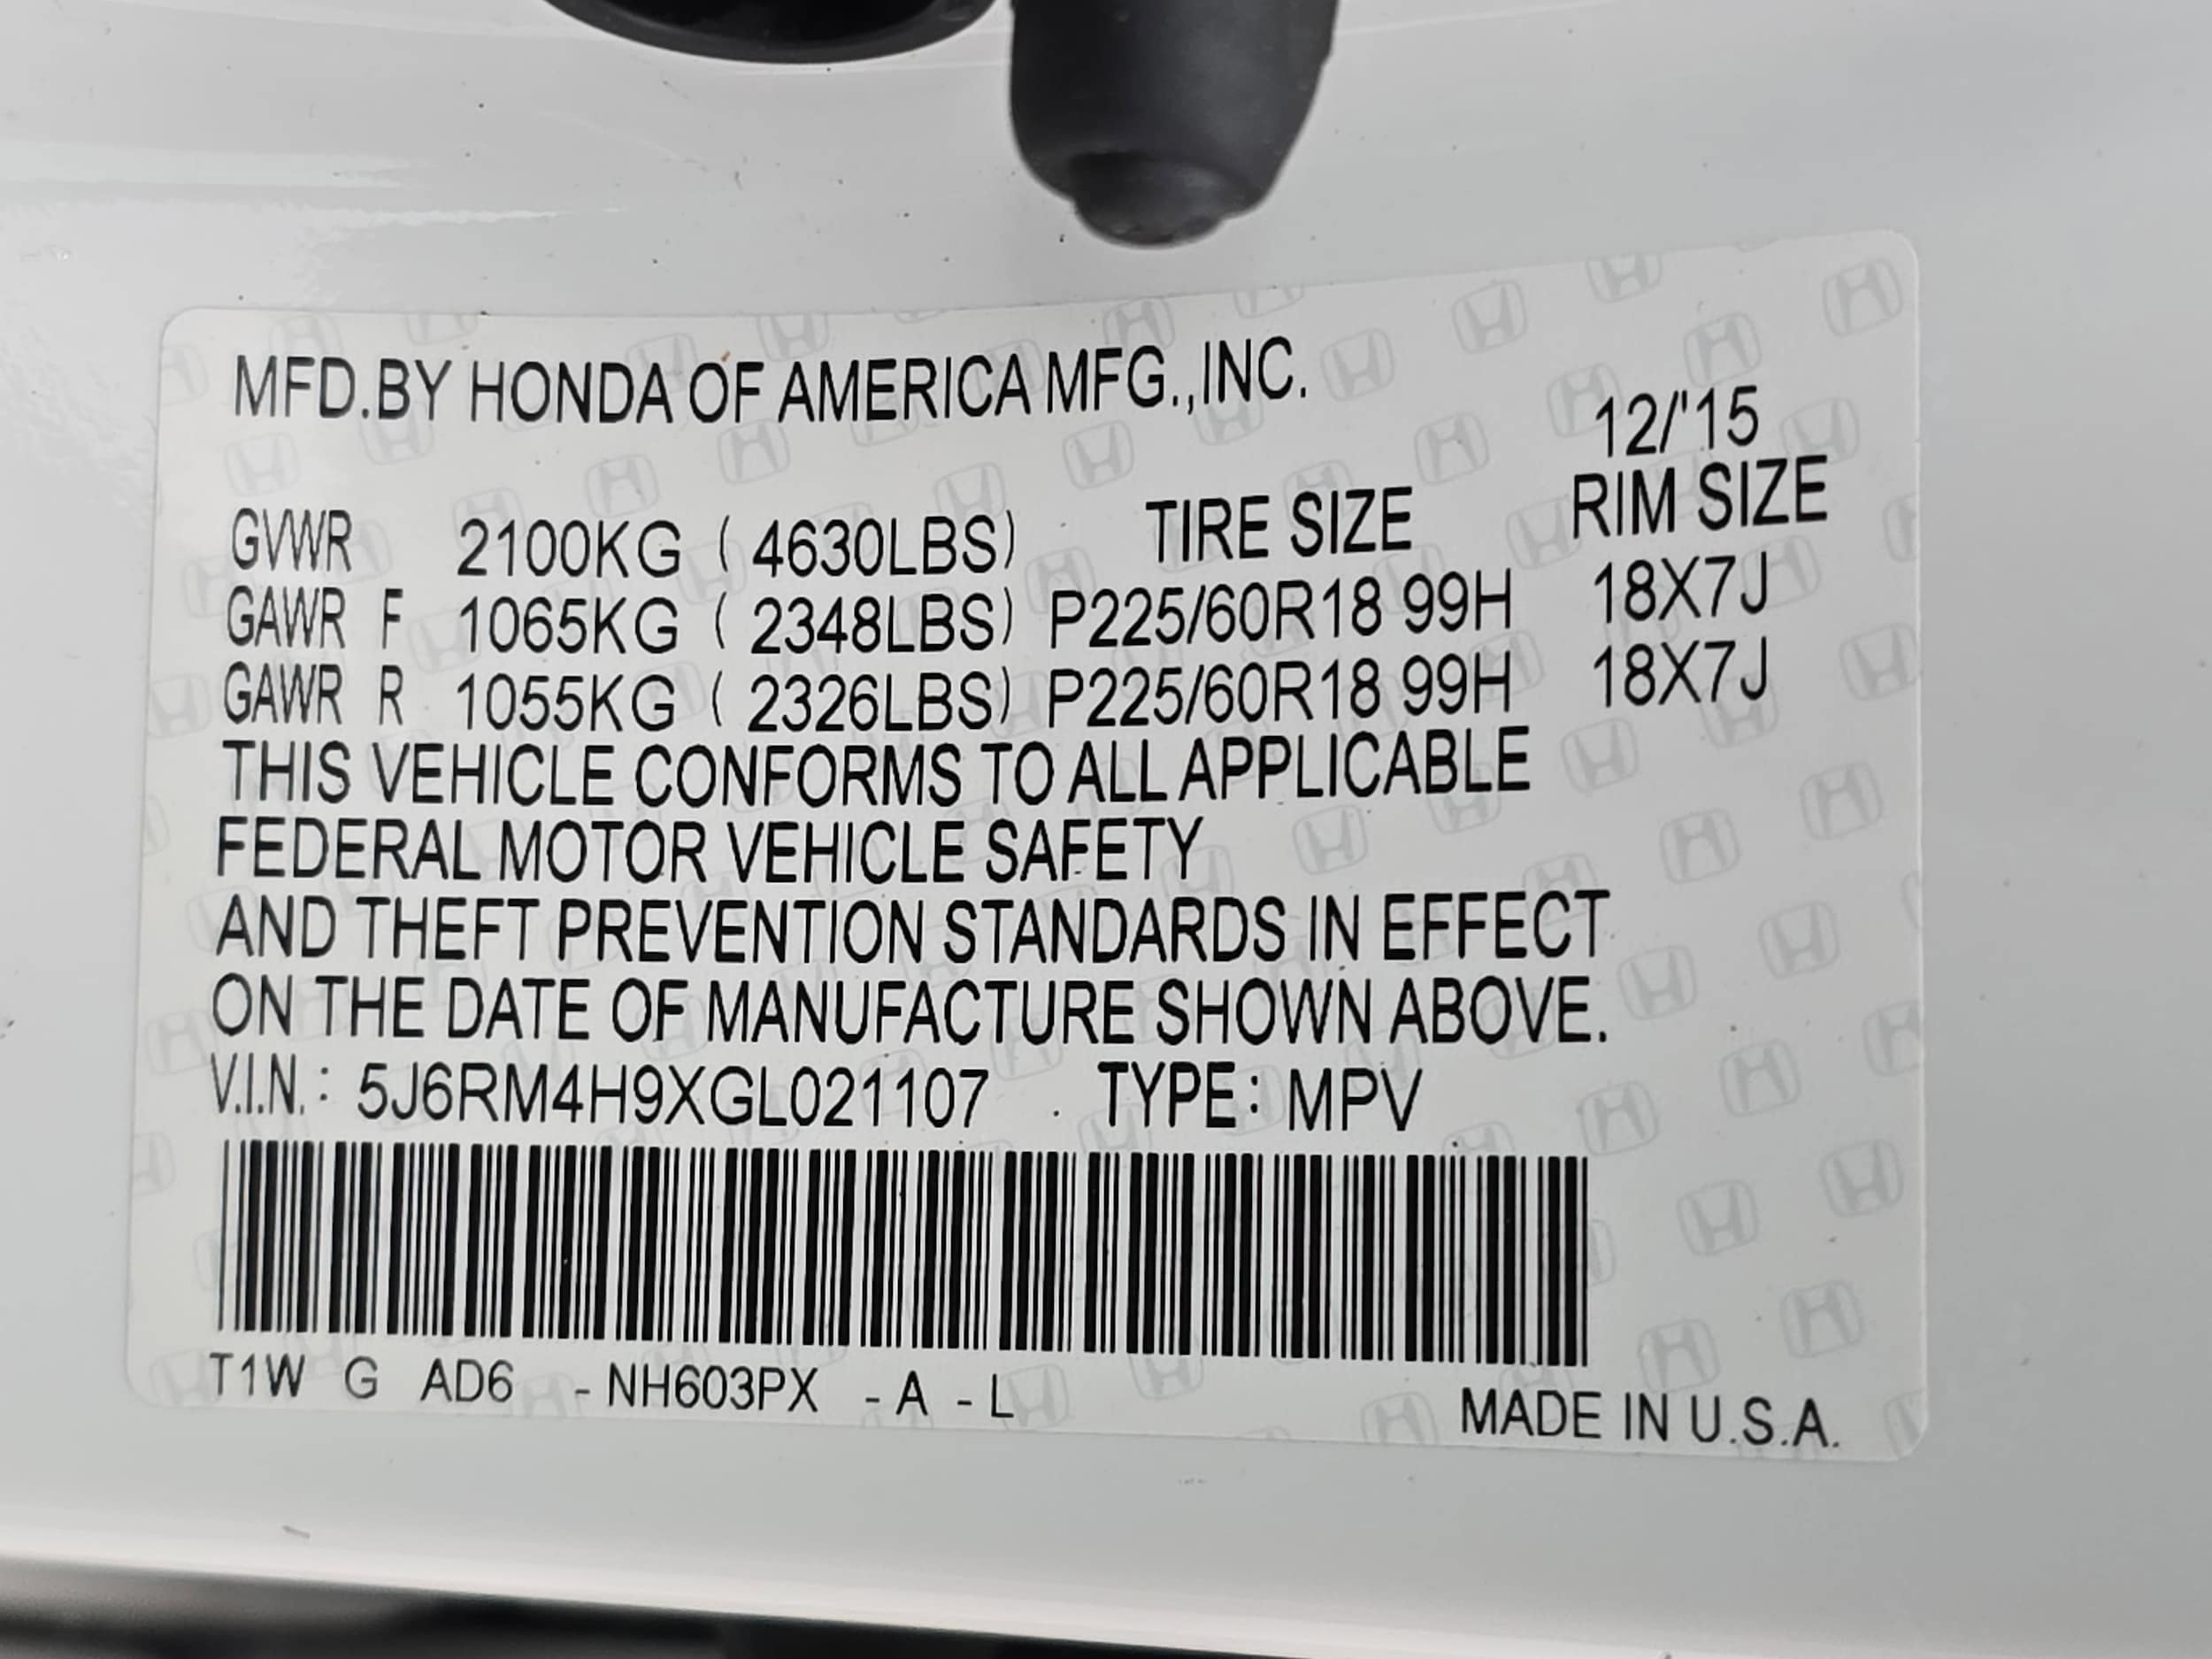 MFD.BY HONDA OF AMERICA MFG.,INC.
12/'15
GVWR 2100KG ( 4630LBS) TIRE SIZE RIM SIZE
GAWR F 1065KG ( 2348LBS) P225/60R18 99H 18X7J
GAWR R 1055KG ( 2326LBS) P225/60R18 99H 18X7J
THIS VEHICLE CONFORMS TO ALL APPLICABLE
FEDERAL MOTOR VEHICLE SAFETY
AND THEFT PREVENTION STANDARDS IN EFFECT
ON THE DATE OF MANUFACTURE SHOWN ABOVE.
V.I.N.: 5J6RM4H9XGL021107 TYPE: MPV
T1W G AD6 -NH603PX -A -L
MADE IN U.S.A.